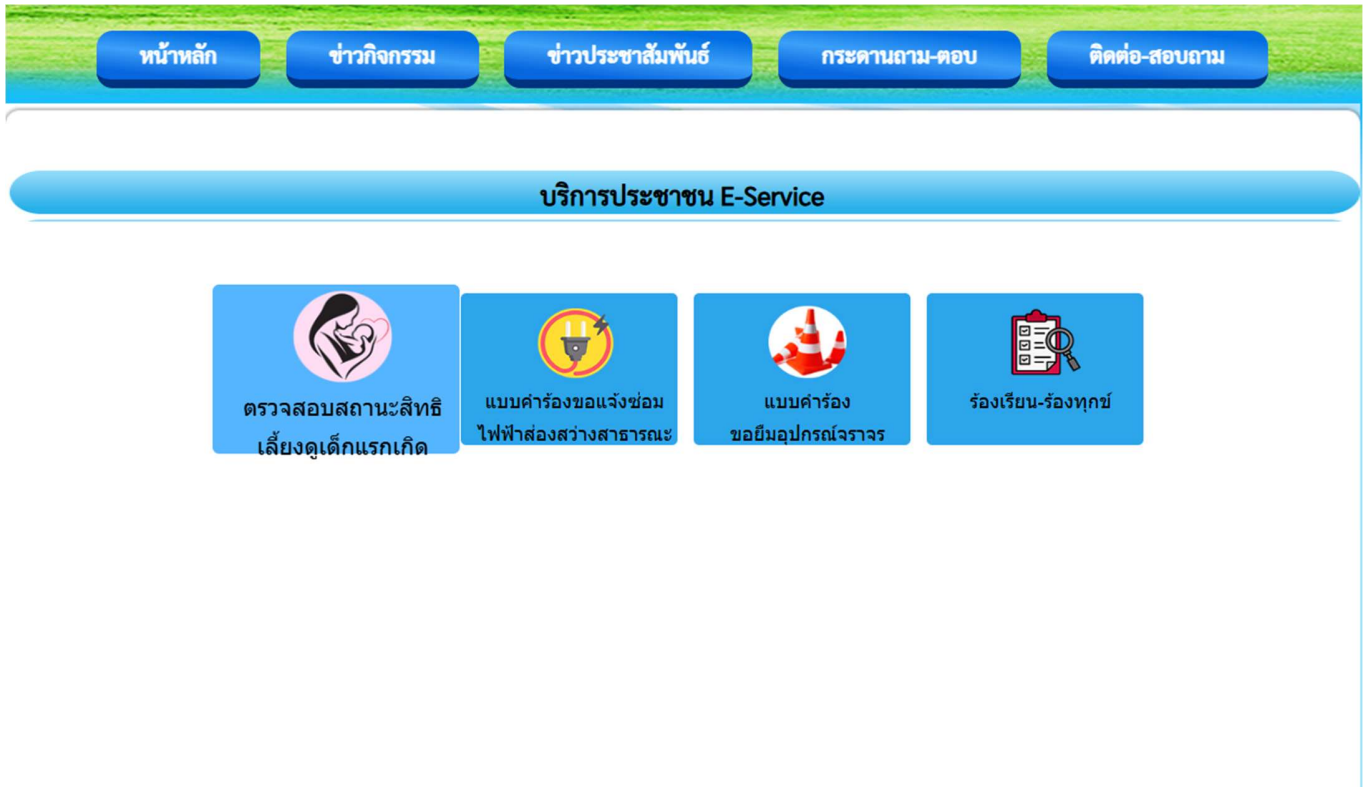 หน้าหลัก ข่าวกิจกรรม ข่าวประชาสัมพันธ์ กระดานถาม-ตอบ ติดต่อ-สอบถาม
บริการประชาชน E-Service
ตรวจสอบสถานะสิทธิ
เลี้ยงดูเด็กแรกเกิด
แบบคำร้องขอแจ้งซ่อม
ไฟฟ้าส่องสว่างสาธารณะ
แบบคำร้อง
ขอยืมอุปกรณ์จราจร
ร้องเรียน-ร้องทุกข์